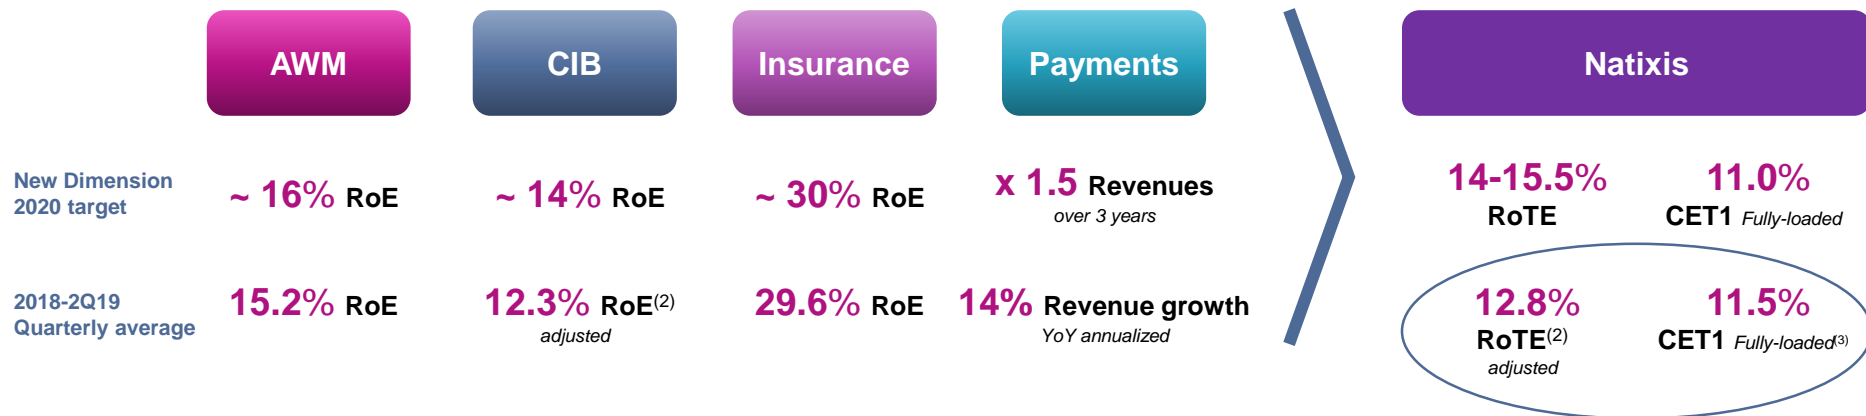 AWM
CIB
Insurance
Payments
Natixis
New Dimension
2020 target
~ 16% RoE
~ 14% RoE
~ 30% RoE
x 1.5 Revenues
over 3 years
14-15.5%
RoTE
11.0%
CET1 Fully-loaded
2018-2Q19
Quarterly average
15.2% RoE
12.3% RoE(2)
adjusted
29.6% RoE
14% Revenue growth
YoY annualized
12.8%
RoTE(2)
adjusted
11.5%
CET1 Fully-loaded(3)